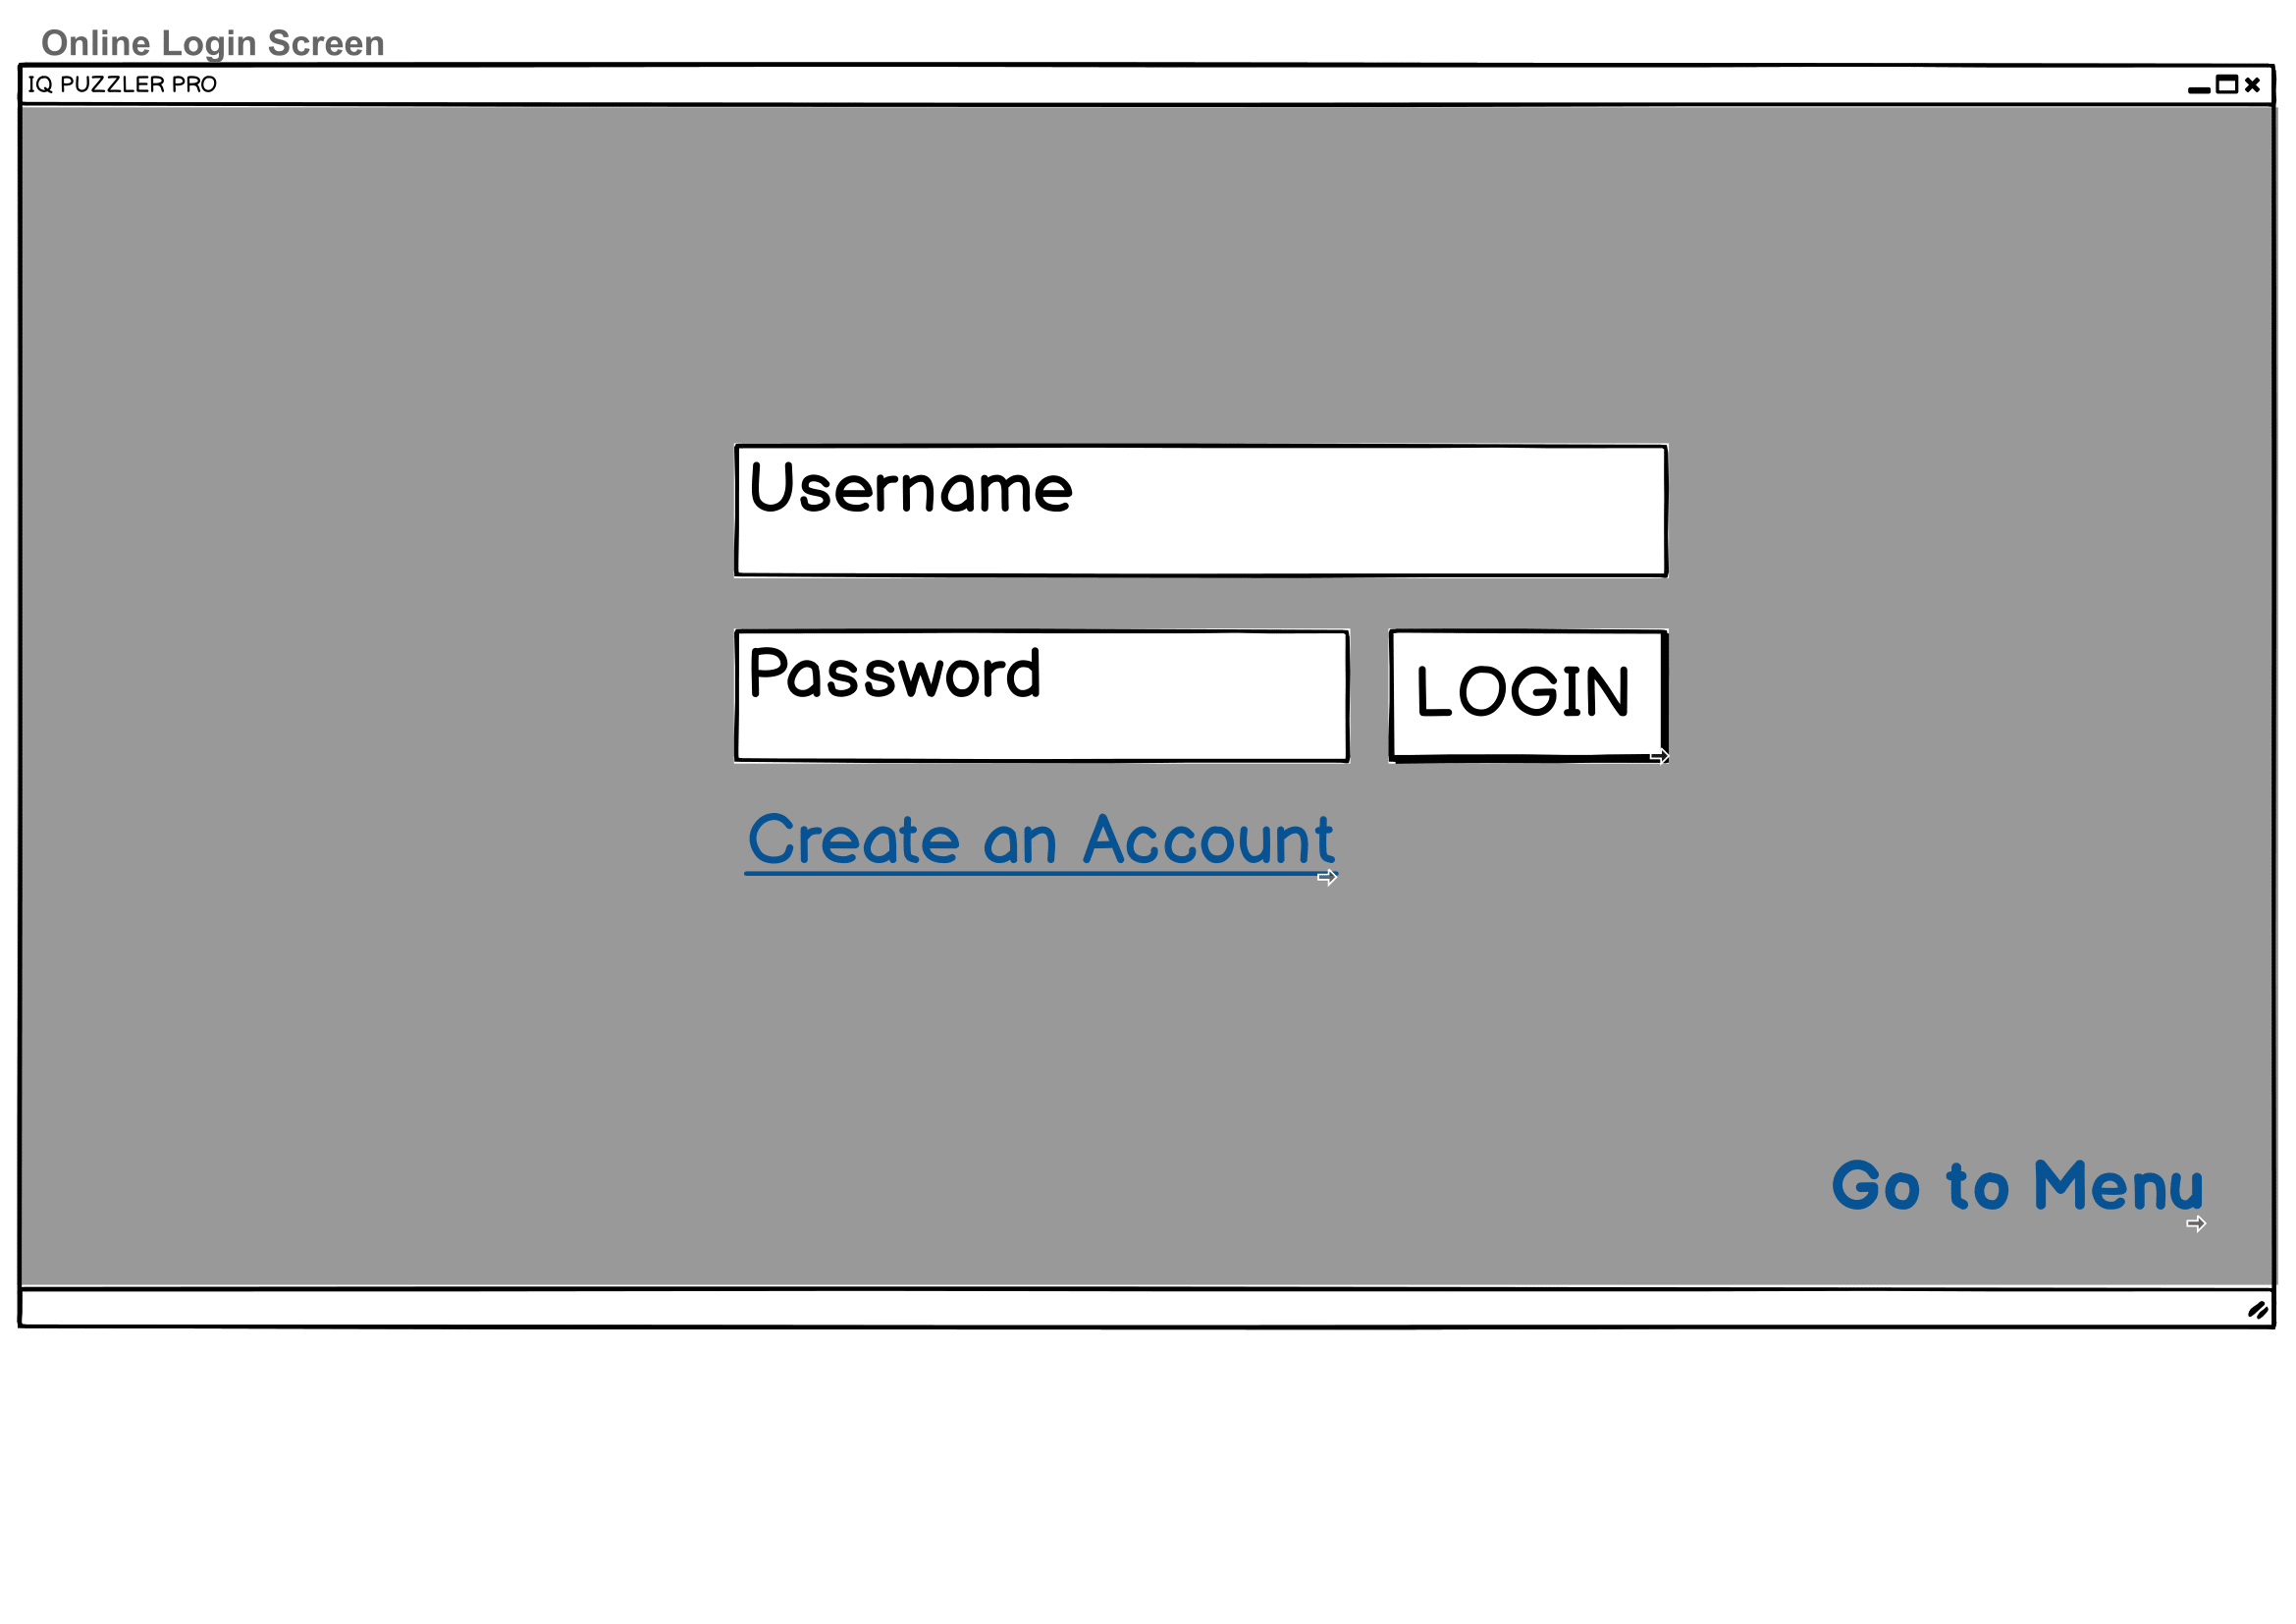 Online Login Screen
IQ PUZZLER PRO
Username
Password
LOGIN
Create an Account
Go to Menu